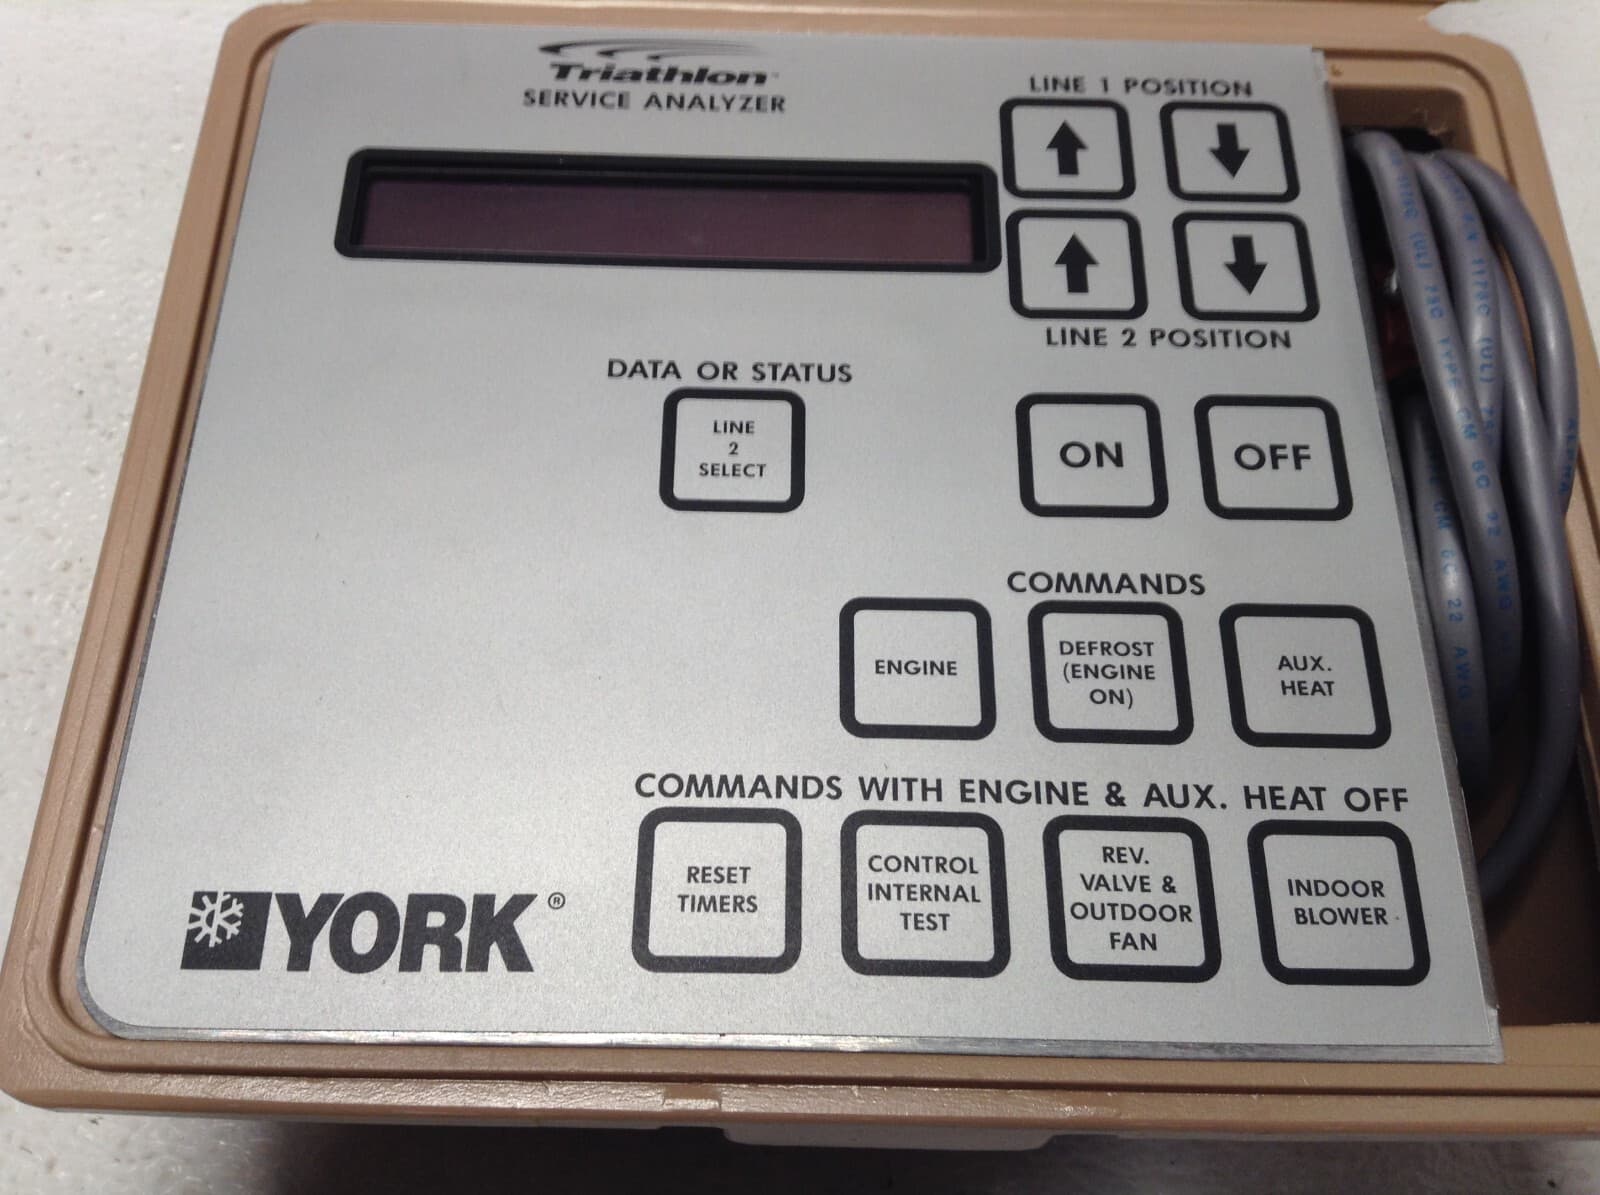 Triathlon
SERVICE ANALYZER
LINE 1 POSITION
LINE 2 POSITION
DATA OR STATUS
LINE
2
SELECT
ON
OFF
COMMANDS
ENGINE
DEFROST
(ENGINE
ON)
AUX.
HEAT
COMMANDS WITH ENGINE & AUX. HEAT OFF
RESET
TIMERS
CONTROL
INTERNAL
TEST
REV.
VALVE &
OUTDOOR
FAN
INDOOR
BLOWER
YORK®